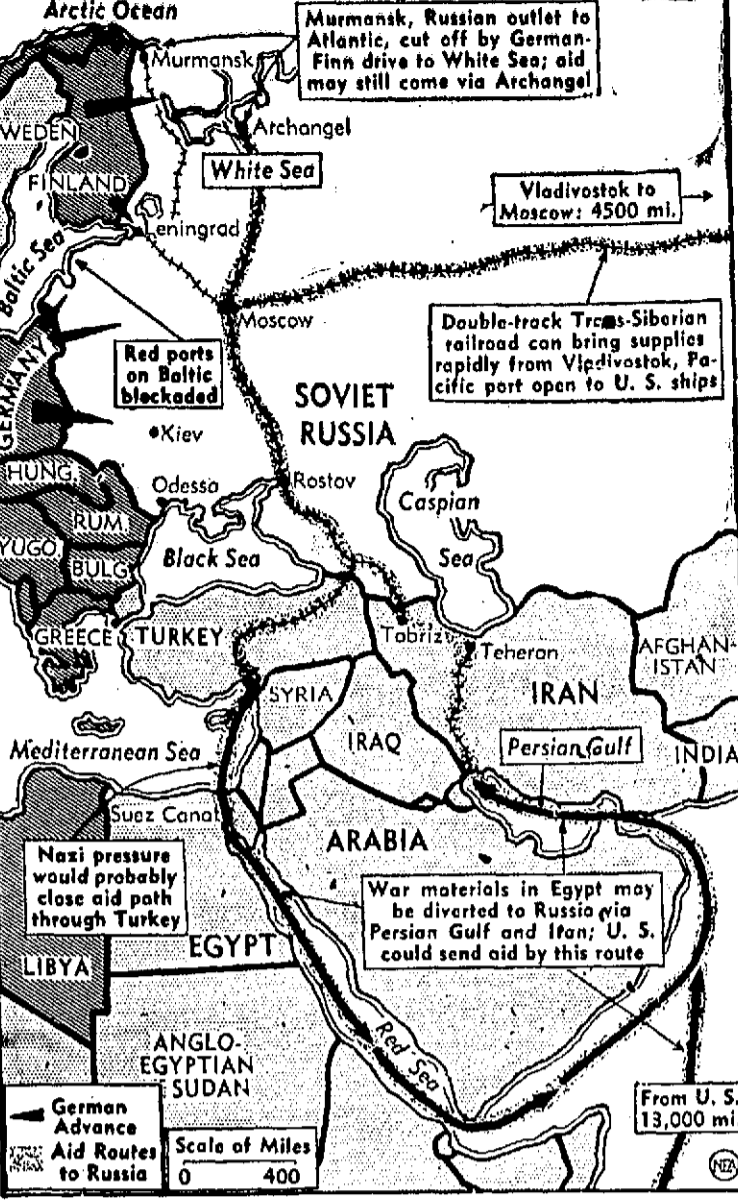 Arctic Ocean
Murmansk, Russian outlet to
Atlantic, cut off by German-
Finn drive to White Sea; aid
may still come via Archangel
Murmansk
WEDEN
Archangel
White Sea
FINLAND
Vladivostok to
Moscow: 4500 mi.
Leningrad
Baltic Sea
Moscow
Double-track Trans-Siberian
railroad can bring supplies
rapidly from Vladivostok, Pa-
cific port open to U. S. ships
Red ports
on Baltic
blockaded
GERMANY
SOVIET
RUSSIA
Kiev
HUNG.
Odessa
Rostov
Caspian
Sea
RUM.
YUGO.
Black Sea
BULG.
GREECE
TURKEY
Tabriz
Teheran
AFGHAN-
ISTAN
SYRIA
IRAN
IRAQ
Mediterranean Sea
Persian Gulf
INDIA
Suez Canal
ARABIA
Nazi pressure
would probably
close aid path
through Turkey
War materials in Egypt may
be diverted to Russia via
Persian Gulf and Iran; U. S.
could send aid by this route
EGYPT
LIBYA
Red Sea
ANGLO-
EGYPTIAN
SUDAN
From U. S.
13,000 mi.
German
Advance
Aid Routes
to Russia
Scale of Miles
0 400
NEA